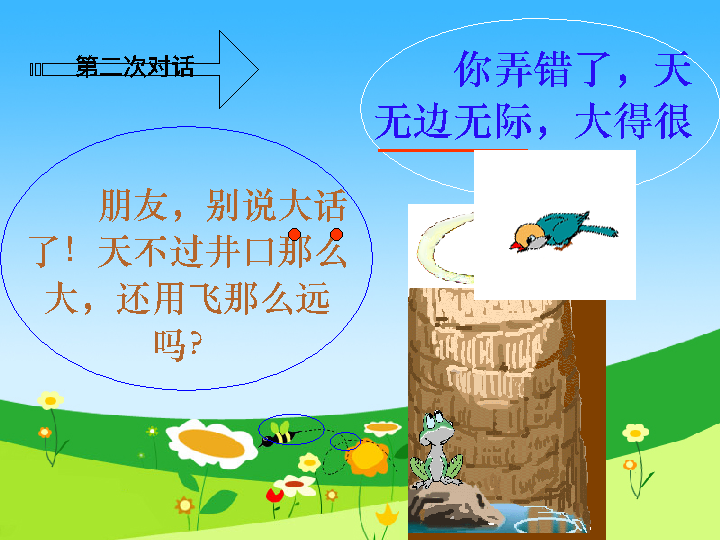 第二次对话
你弄错了，天
无边无际，大得很
朋友，别说大话
了！天不过井口那么
大，还用飞那么远
吗？